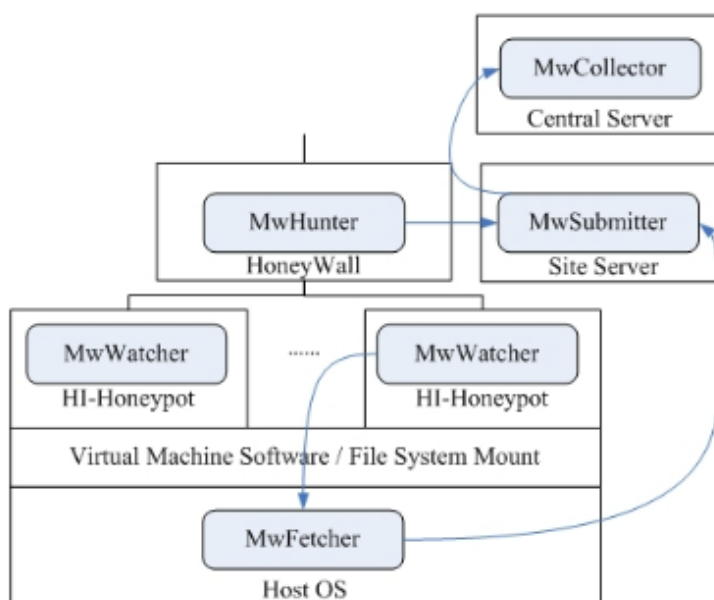 MwCollector
Central Server
MwHunter
HoneyWall
MwSubmitter
Site Server
MwWatcher
HI-Honeypot
......
MwWatcher
HI-Honeypot
Virtual Machine Software / File System Mount
MwFetcher
Host OS